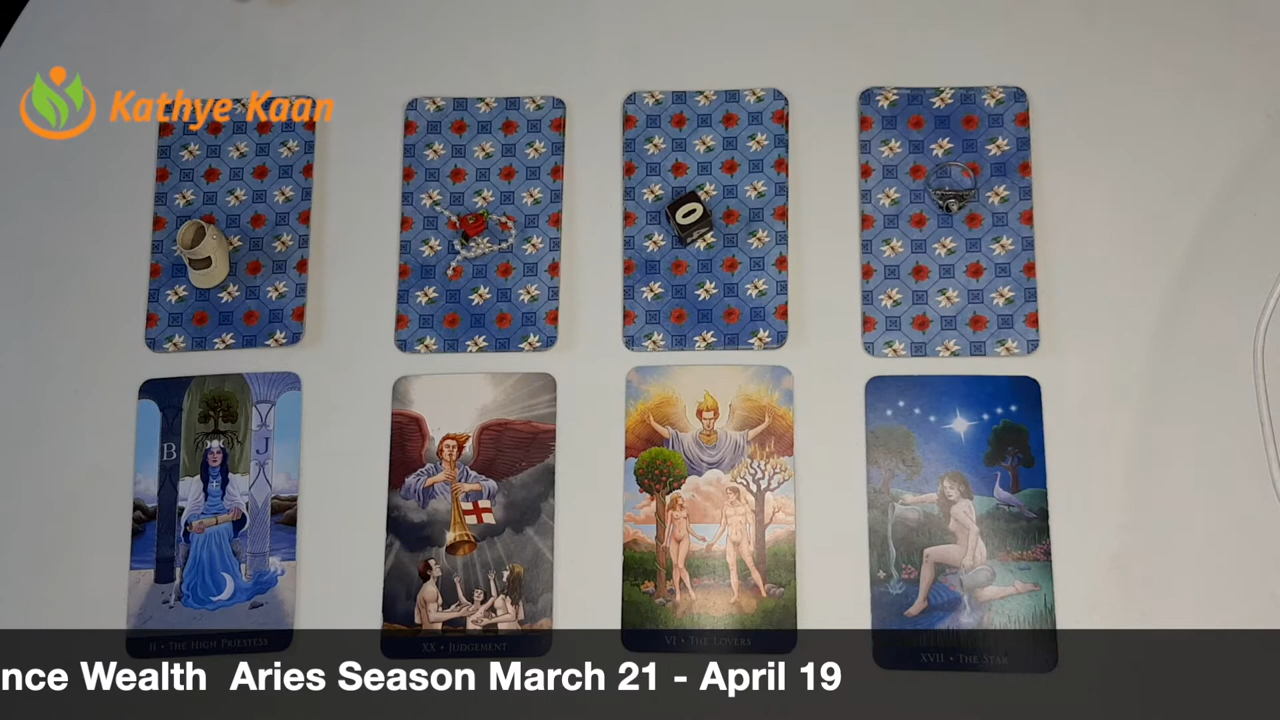 Kathye Kaan
B J
II • THE HIGH PRIESTESS
XX • JUDGEMENT
VI • THE LOVERS
XVII • THE STAR
nce Wealth  Aries Season March 21 - April 19